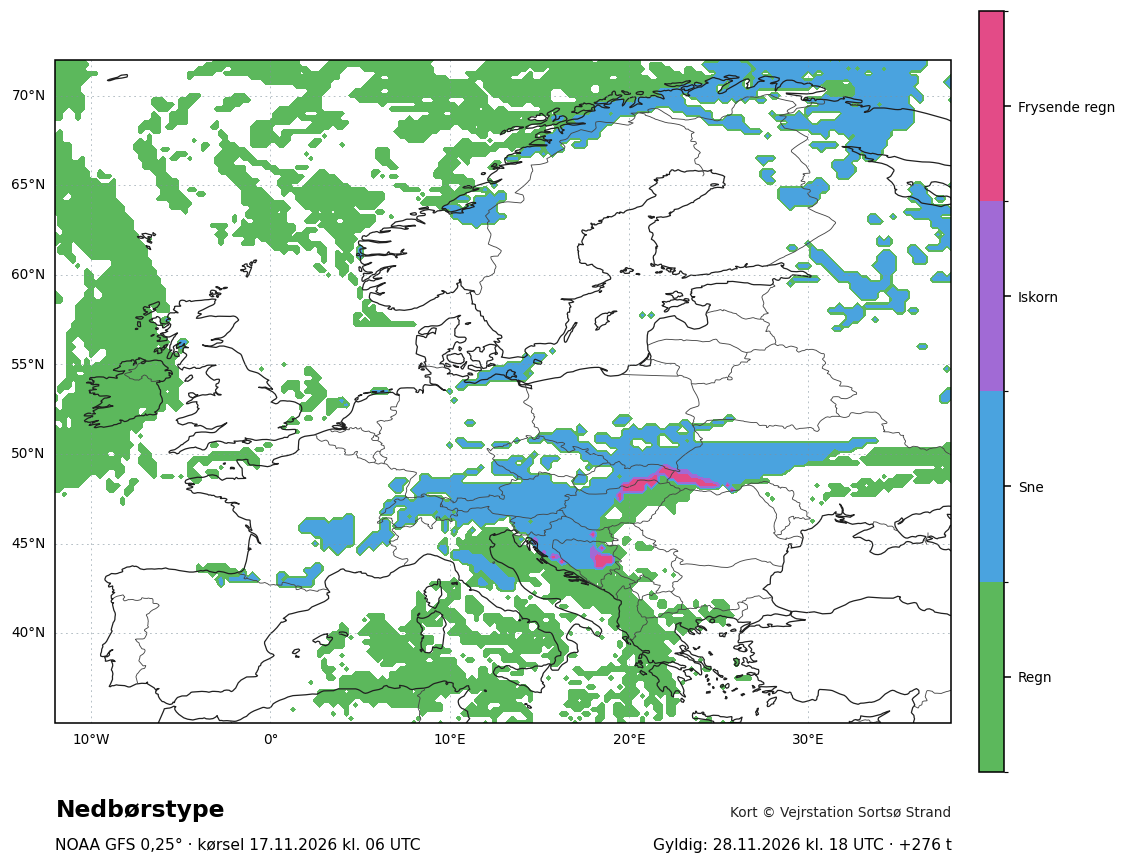 70°N
65°N
60°N
55°N
50°N
45°N
40°N
10°W
0°
10°E
20°E
30°E
Frysende regn
Iskorn
Sne
Regn
Nedbørstype
Kort © Vejrstation Sortsø Strand
NOAA GFS 0,25° · kørsel 17.11.2026 kl. 06 UTC
Gyldig: 28.11.2026 kl. 18 UTC · +276 t